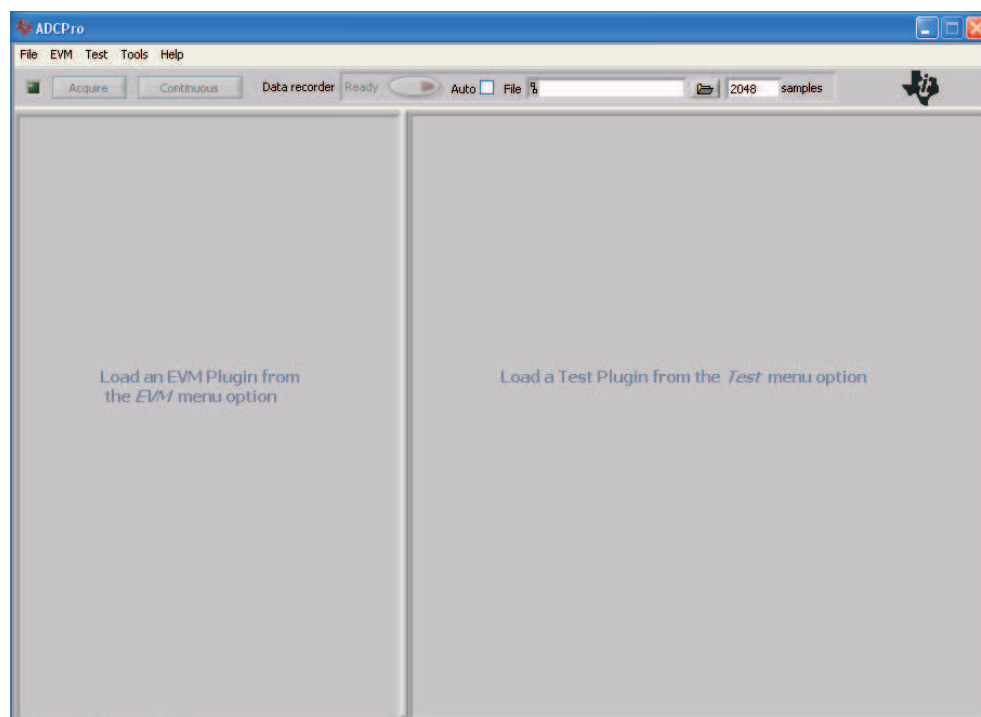 ADCPro
File EVM Test Tools Help
Acquire Continuous Data recorder Ready Auto File 2048 samples
Load an EVM Plugin from
the EVM menu option
Load a Test Plugin from the Test menu option